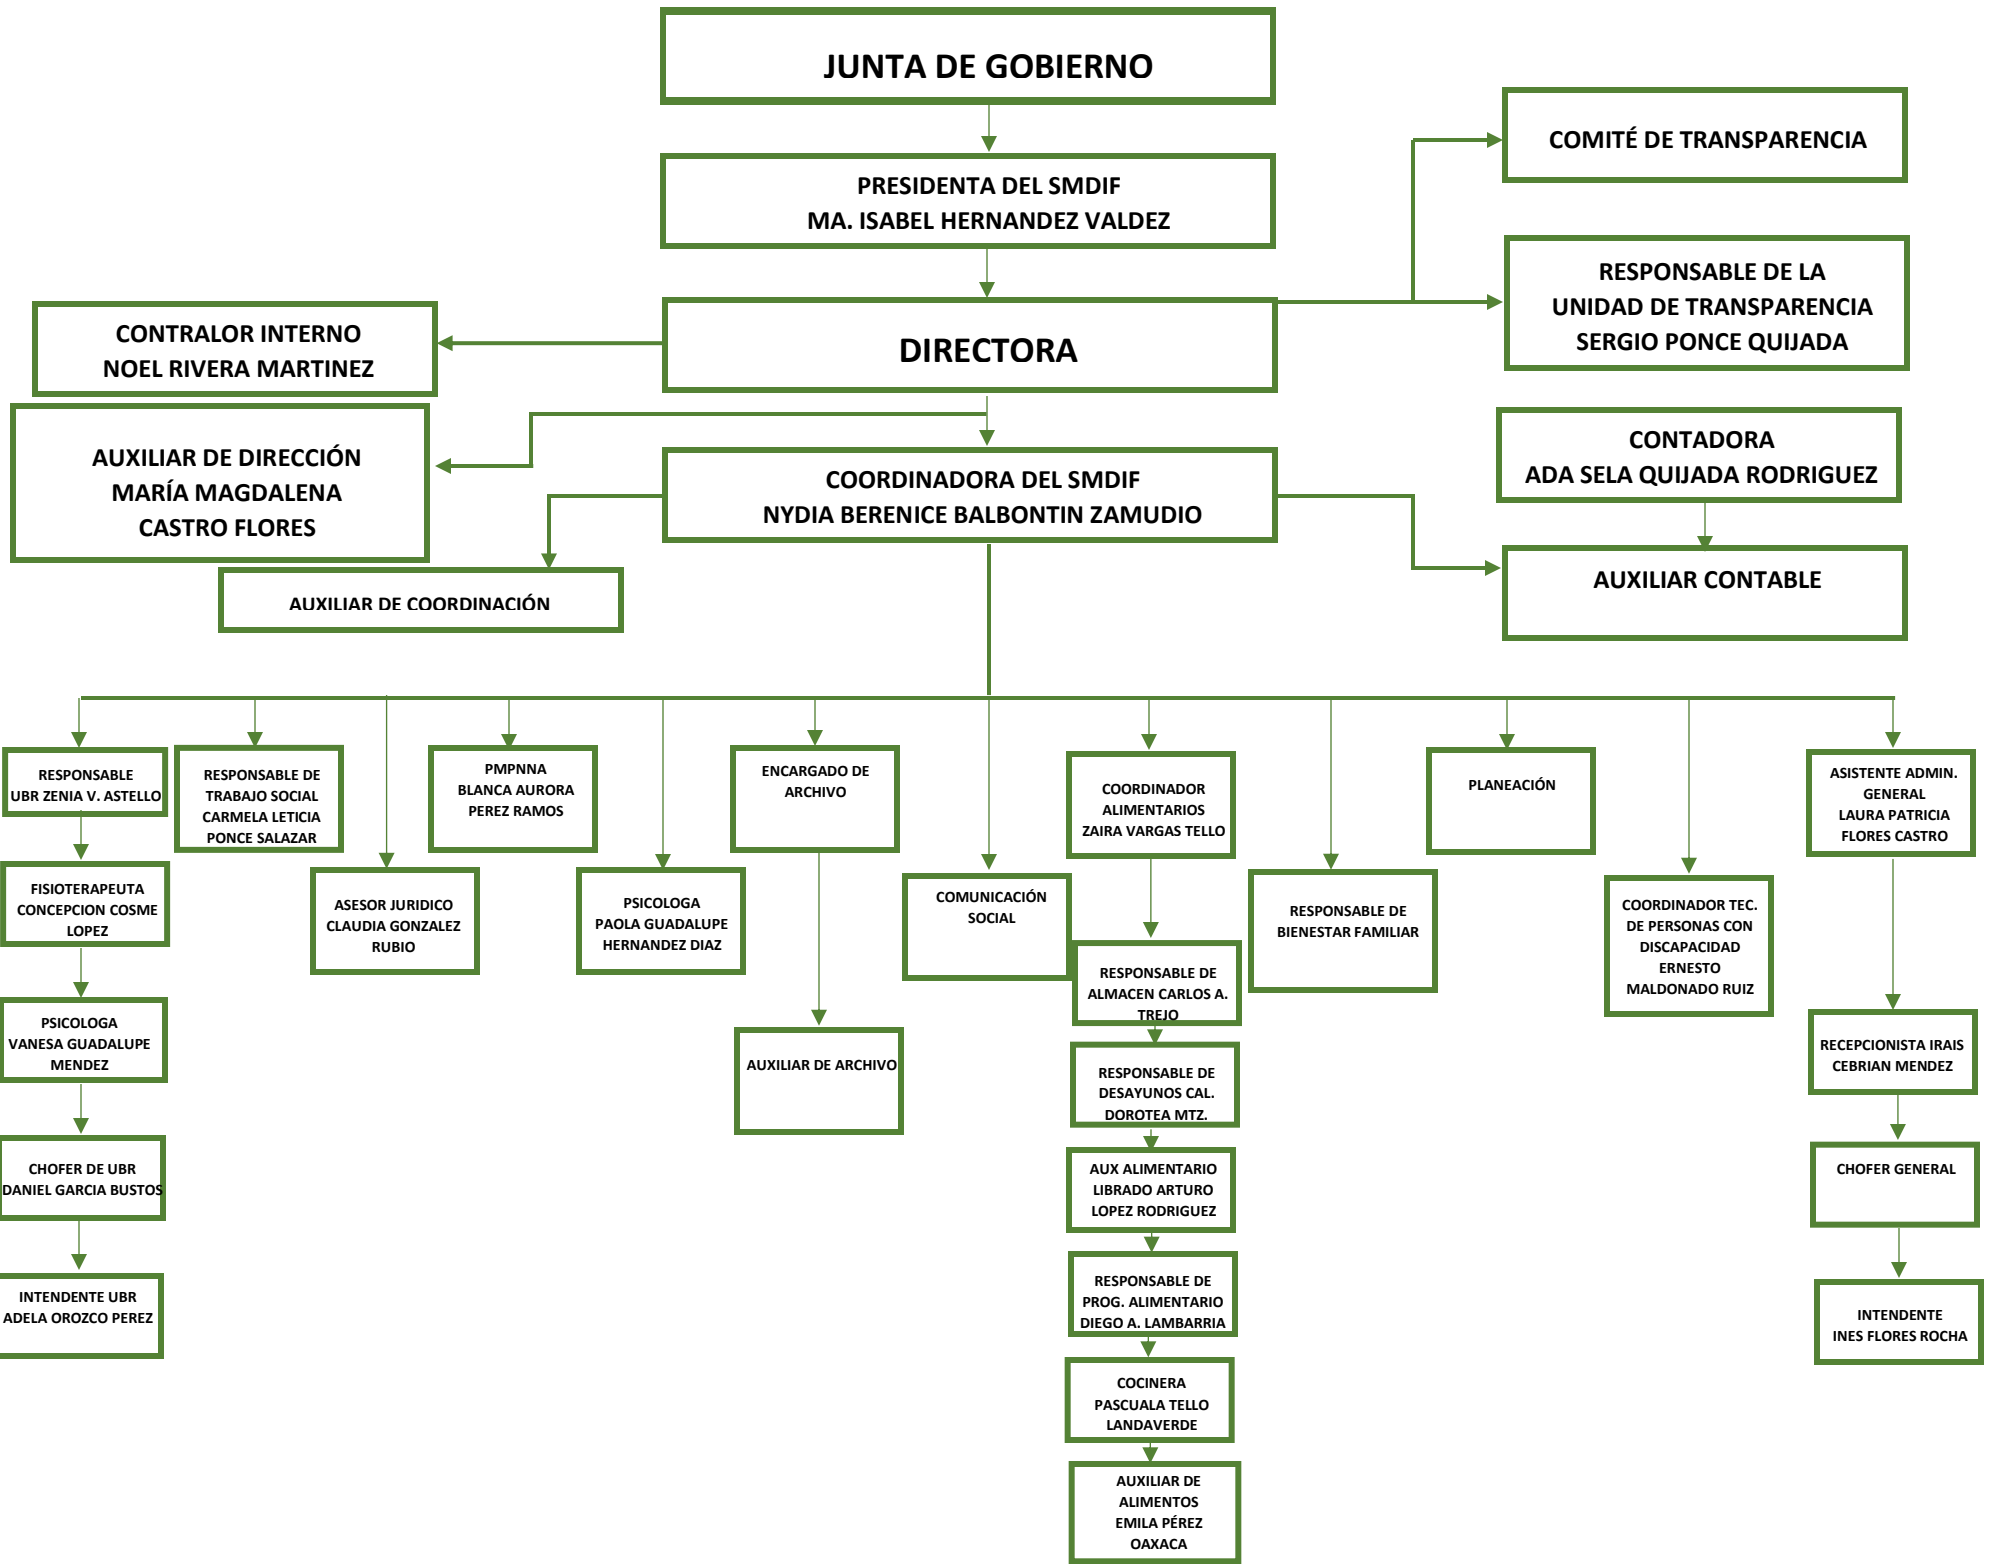 JUNTA DE GOBIERNO
COMITÉ DE TRANSPARENCIA
PRESIDENTA DEL SMDIF
MA. ISABEL HERNANDEZ VALDEZ
RESPONSABLE DE LA
UNIDAD DE TRANSPARENCIA
SERGIO PONCE QUIJADA
CONTRALOR INTERNO
NOEL RIVERA MARTINEZ
DIRECTORA
AUXILIAR DE DIRECCIÓN
MARÍA MAGDALENA
CASTRO FLORES
CONTADORA
ADA SELA QUIJADA RODRIGUEZ
COORDINADORA DEL SMDIF
NYDIA BERENICE BALBONTIN ZAMUDIO
AUXILIAR DE COORDINACIÓN
AUXILIAR CONTABLE
RESPONSABLE
UBR ZENIA V. ASTELLO
RESPONSABLE DE
TRABAJO SOCIAL
CARMELA LETICIA
PONCE SALAZAR
PMPNNA
BLANCA AURORA
PEREZ RAMOS
ENCARGADO DE
ARCHIVO
COORDINADOR
ALIMENTARIOS
ZAIRA VARGAS TELLO
PLANEACIÓN
ASISTENTE ADMIN.
GENERAL
LAURA PATRICIA
FLORES CASTRO
FISIOTERAPEUTA
CONCEPCION COSME
LOPEZ
ASESOR JURIDICO
CLAUDIA GONZALEZ
RUBIO
PSICOLOGA
PAOLA GUADALUPE
HERNANDEZ DIAZ
COMUNICACIÓN
SOCIAL
RESPONSABLE DE
BIENESTAR FAMILIAR
COORDINADOR TEC.
DE PERSONAS CON
DISCAPACIDAD
ERNESTO
MALDONADO RUIZ
RESPONSABLE DE
ALMACEN CARLOS A.
TREJO
PSICOLOGA
VANESA GUADALUPE
MENDEZ
AUXILIAR DE ARCHIVO
RESPONSABLE DE
DESAYUNOS CAL.
DOROTEA MTZ.
RECEPCIONISTA IRAIS
CEBRIAN MENDEZ
CHOFER DE UBR
DANIEL GARCIA BUSTOS
AUX ALIMENTARIO
LIBRADO ARTURO
LOPEZ RODRIGUEZ
CHOFER GENERAL
INTENDENTE UBR
ADELA OROZCO PEREZ
RESPONSABLE DE
PROG. ALIMENTARIO
DIEGO A. LAMBARRIA
INTENDENTE
INES FLORES ROCHA
COCINERA
PASCUALA TELLO
LANDAVERDE
AUXILIAR DE
ALIMENTOS
EMILA PÉREZ
OAXACA